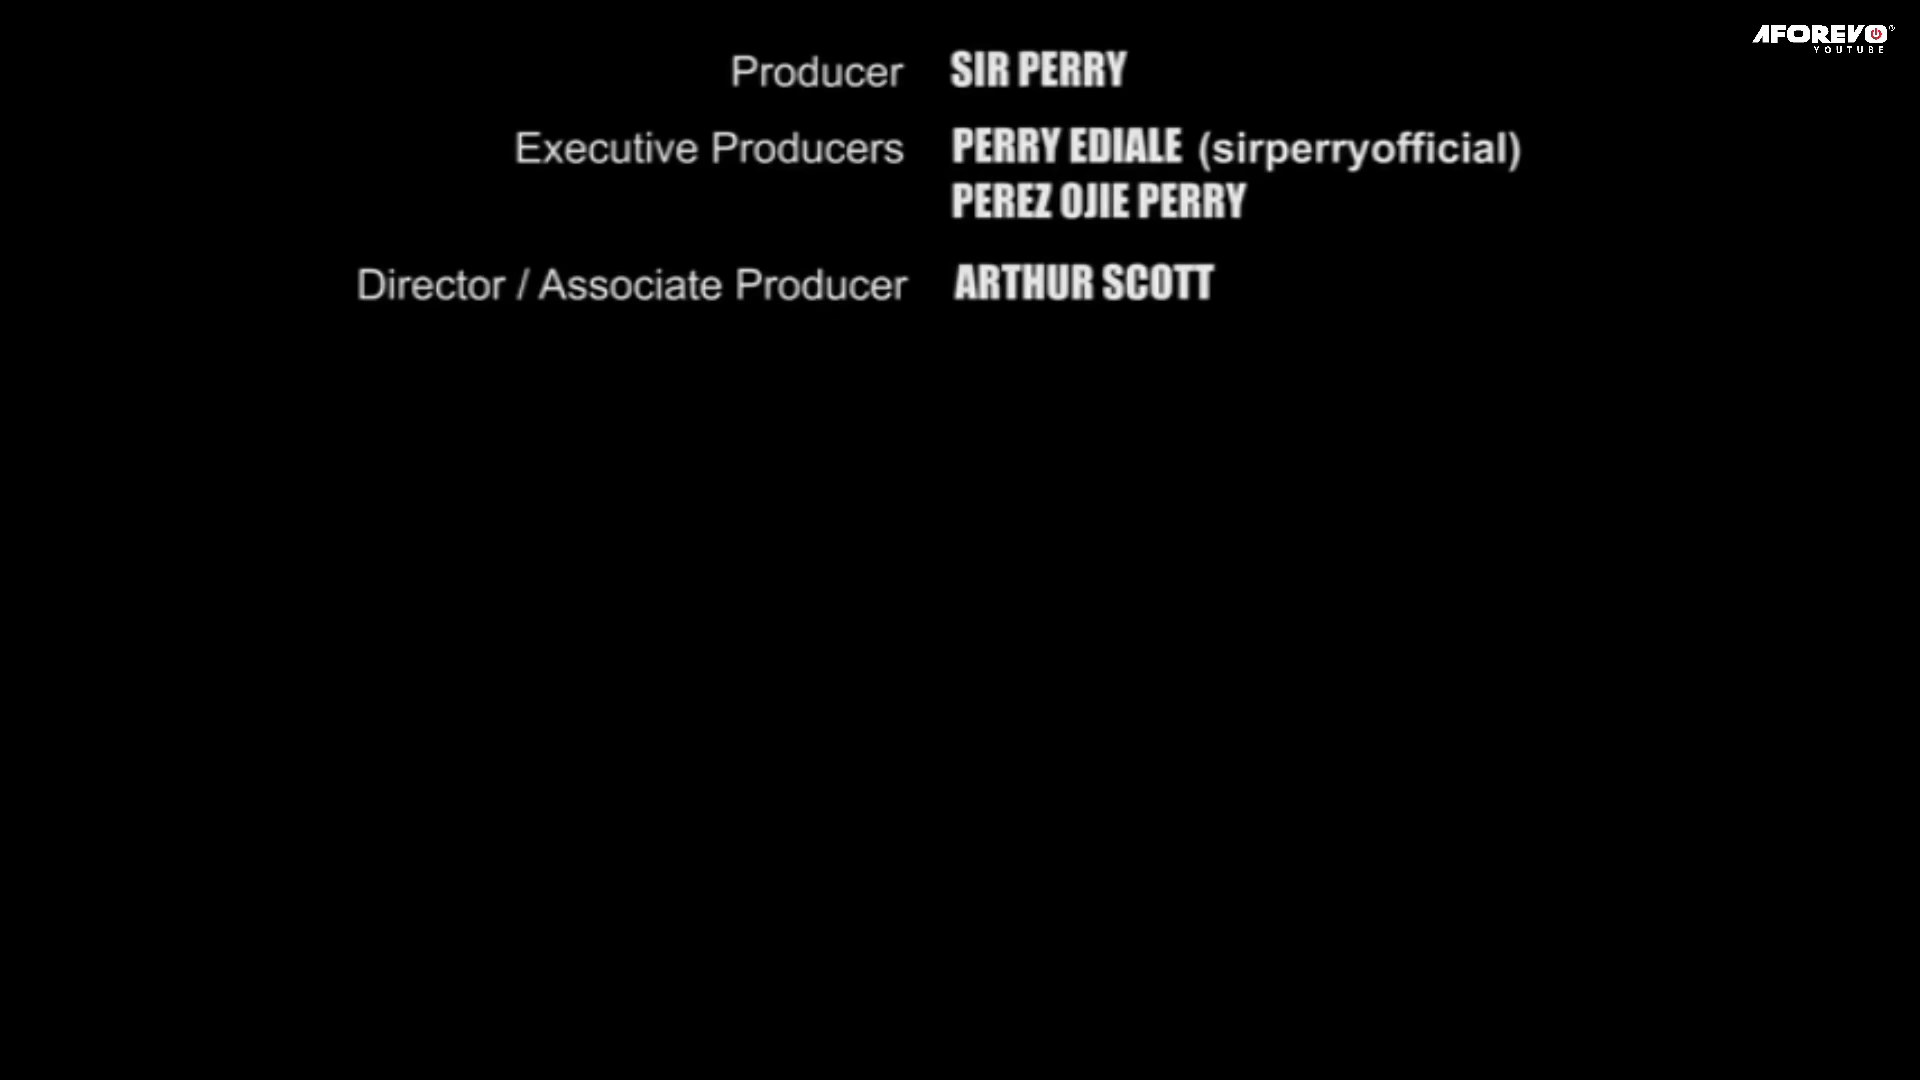 AFOREVO
YOUTUBE
Producer SIR PERRY
Executive Producers PERRY EDIALE (sirperryofficial)
PEREZ OJIE PERRY
Director / Associate Producer ARTHUR SCOTT